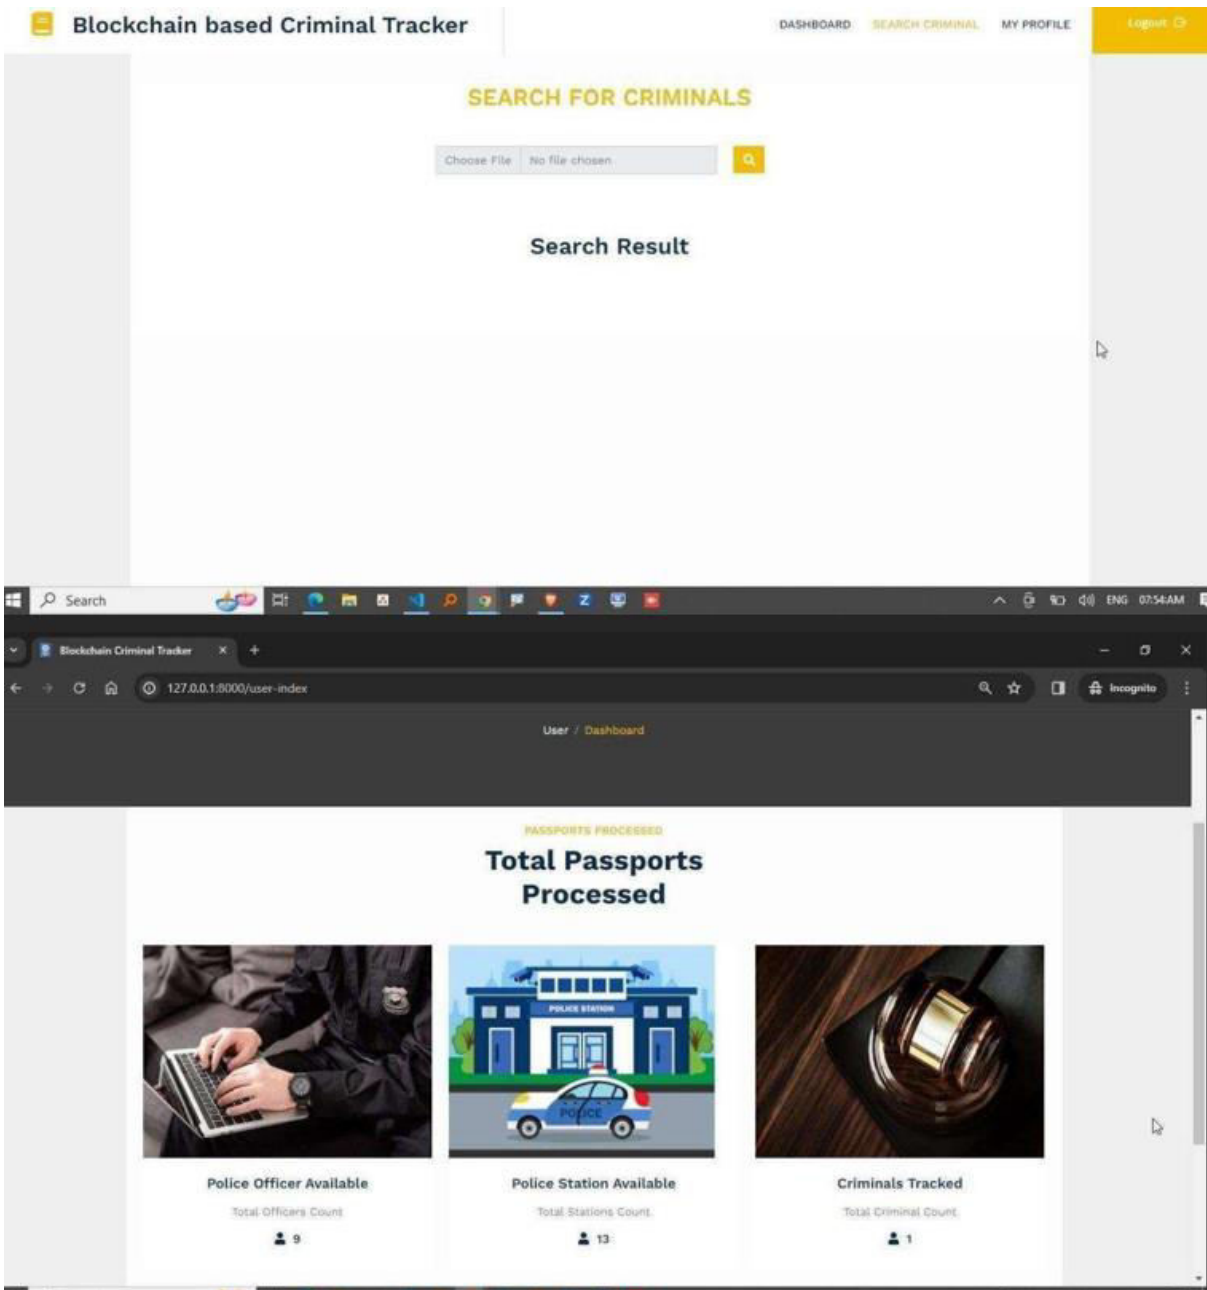 Blockchain based Criminal Tracker
DASHBOARD SEARCH CRIMINAL MY PROFILE Logout
SEARCH FOR CRIMINALS
Choose File No file chosen
Search Result
Search
ENG 07:54AM
Blockchain Criminal Tracker
127.0.0.1:8000/user-index
Incognito
User / Dashboard
PASSPORTS PROCESSED
Total Passports
Processed
POLICE STATION
POLICE
Police Officer Available Police Station Available Criminals Tracked
Total Officers Count Total Stations Count Total Criminal Count
9 13 1